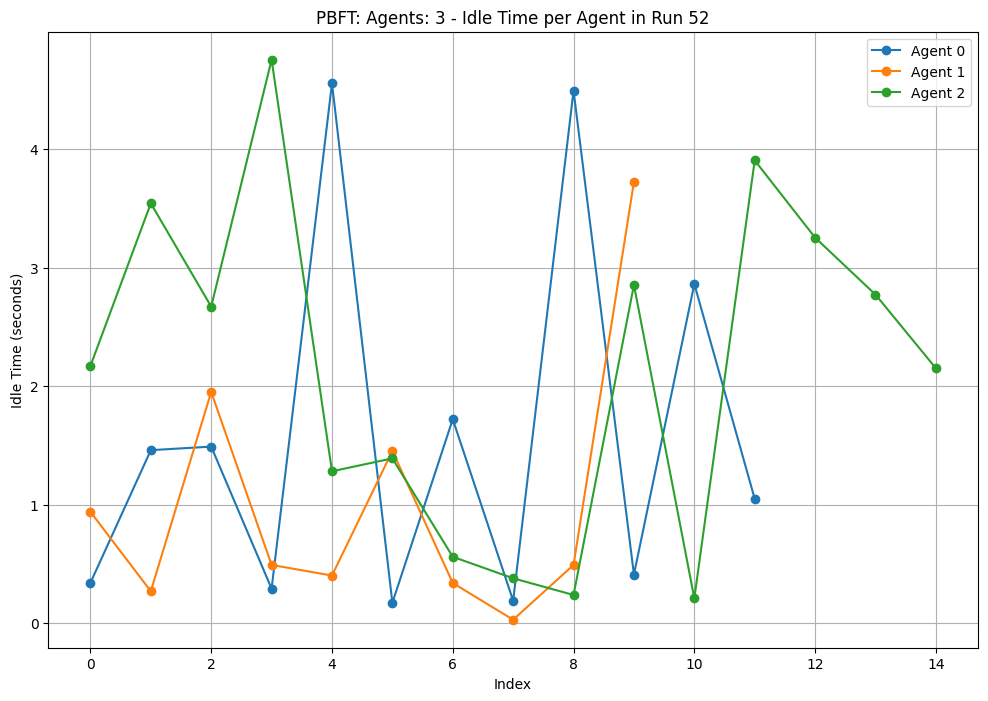 PBFT: Agents: 3 - Idle Time per Agent in Run 52
Agent 0
Agent 1
Agent 2
Idle Time (seconds)
4
3
2
1
0
0 2 4 6 8 10 12 14
Index